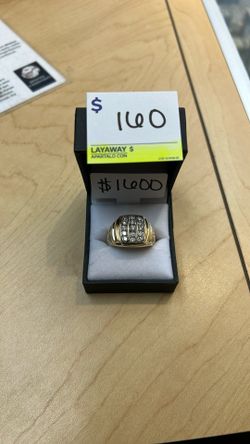 $ 160
LAYAWAY $
APARTALO CON
$1600